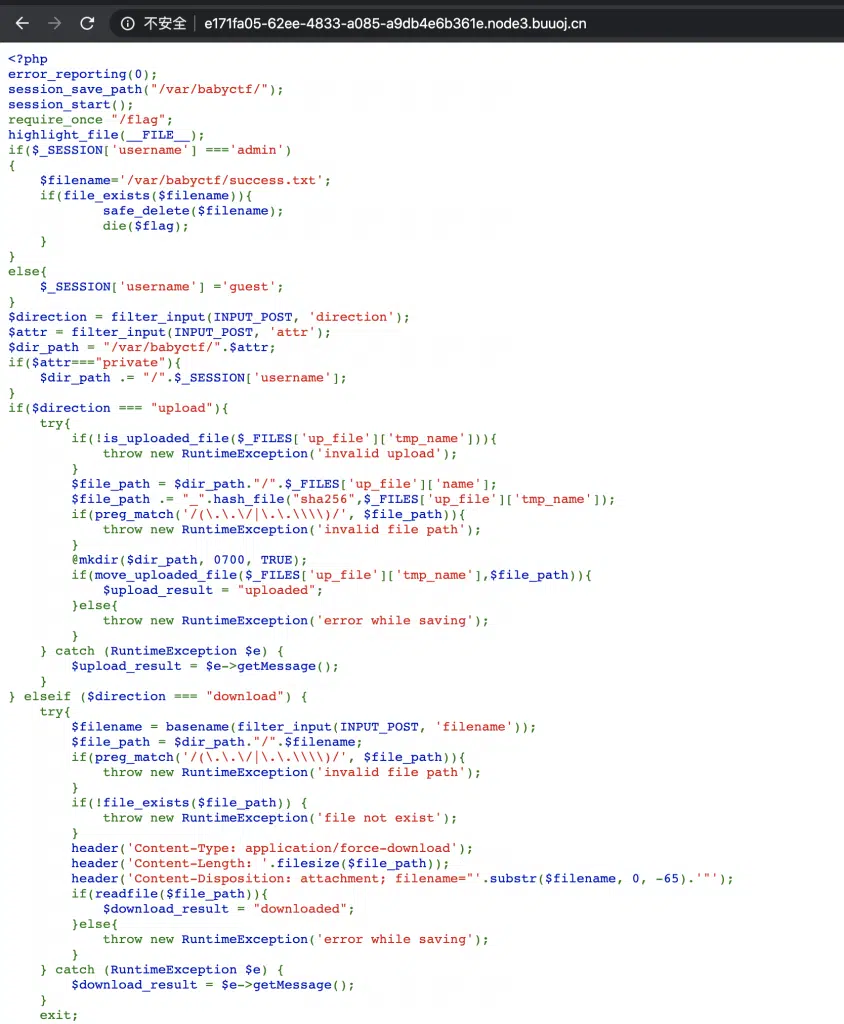 不安全 e171fa05-62ee-4833-a085-a9db4e6b361e.node3.buuoj.cn
<?php
error_reporting(0);
session_save_path("/var/babyctf/");
session_start();
require_once "/flag";
highlight_file(__FILE__);
if($_SESSION['username'] ==='admin')
{
    $filename='/var/babyctf/success.txt';
    if(file_exists($filename)){
            safe_delete($filename);
            die($flag);
    }
}
else{
    $_SESSION['username'] ='guest';
}
$direction = filter_input(INPUT_POST, 'direction');
$attr = filter_input(INPUT_POST, 'attr');
$dir_path = "/var/babyctf/".$attr;
if($attr==="private"){
    $dir_path .= "/".$_SESSION['username'];
}
if($direction === "upload"){
    try{
        if(!is_uploaded_file($_FILES['up_file']['tmp_name'])){
            throw new RuntimeException('invalid upload');
        }
        $file_path = $dir_path."/".$_FILES['up_file']['name'];
        $file_path .= "_".hash_file("sha256",$_FILES['up_file']['tmp_name']);
        if(preg_match('/(\.\.\/|\.\.\\\\)/', $file_path)){
            throw new RuntimeException('invalid file path');
        }
        @mkdir($dir_path, 0700, TRUE);
        if(move_uploaded_file($_FILES['up_file']['tmp_name'],$file_path)){
            $upload_result = "uploaded";
        }else{
            throw new RuntimeException('error while saving');
        }
    } catch (RuntimeException $e) {
        $upload_result = $e->getMessage();
    }
} elseif ($direction === "download") {
    try{
        $filename = basename(filter_input(INPUT_POST, 'filename'));
        $file_path = $dir_path."/".$filename;
        if(preg_match('/(\.\.\/|\.\.\\\\)/', $file_path)){
            throw new RuntimeException('invalid file path');
        }
        if(!file_exists($file_path)) {
            throw new RuntimeException('file not exist');
        }
        header('Content-Type: application/force-download');
        header('Content-Length: '.filesize($file_path));
        header('Content-Disposition: attachment; filename="'.substr($filename, 0, -65).'"');
        if(readfile($file_path)){
            $download_result = "downloaded";
        }else{
            throw new RuntimeException('error while saving');
        }
    } catch (RuntimeException $e) {
        $download_result = $e->getMessage();
    }
    exit;